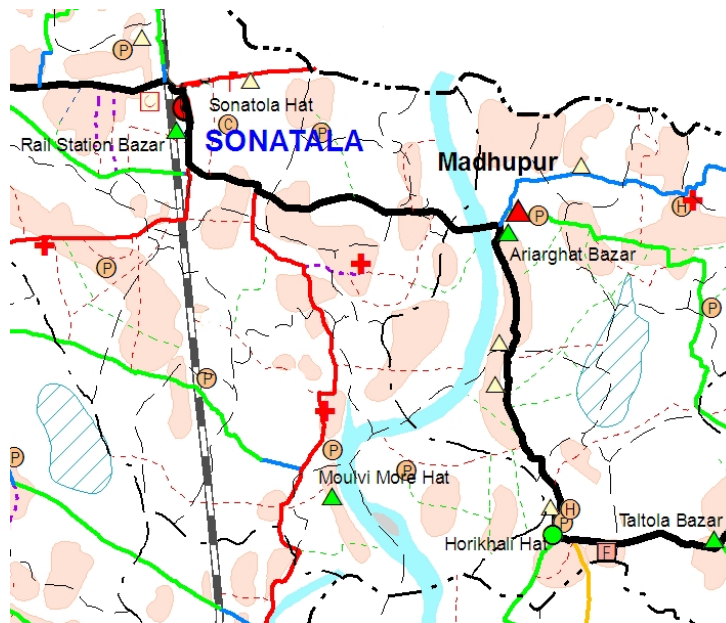 P
Sonatola Hat
C
P
Rail Station Bazar
SONATALA
Madhupur
H
P
Ariarghat Bazar
P
P
P
P
P
P
Moulvi More Hat
H
P
Taltola Bazar
Horikhali Hat
F